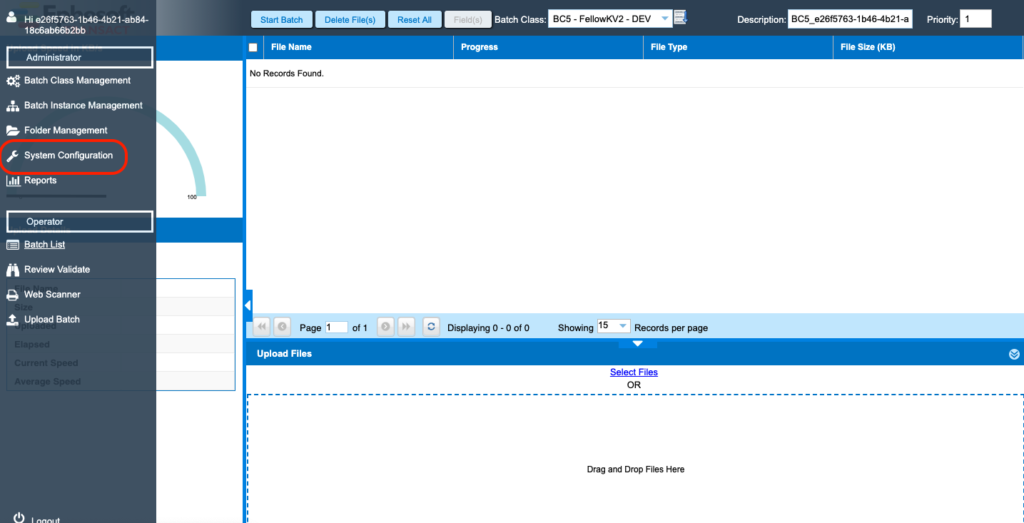 Hi e26f5763-1b46-4b21-ab84-
18c6ab66b2bb
Administrator
Batch Class Management
Batch Instance Management
Folder Management
System Configuration
Reports
100
Operator
Batch List
Review Validate
Web Scanner
Upload Batch
File Name
Size
Uploaded
Elapsed
Current Speed
Average Speed
Logout
Start Batch Delete File(s) Reset All Field(s) Batch Class: BC5 - FellowKV2 - DEV Description: BC5_e26f5763-1b46-4b21-a Priority: 1
File Name Progress File Type File Size (KB)
No Records Found.
Page 1 of 1 Displaying 0 - 0 of 0 Showing 15 Records per page
Upload Files
Select Files
OR
Drag and Drop Files Here